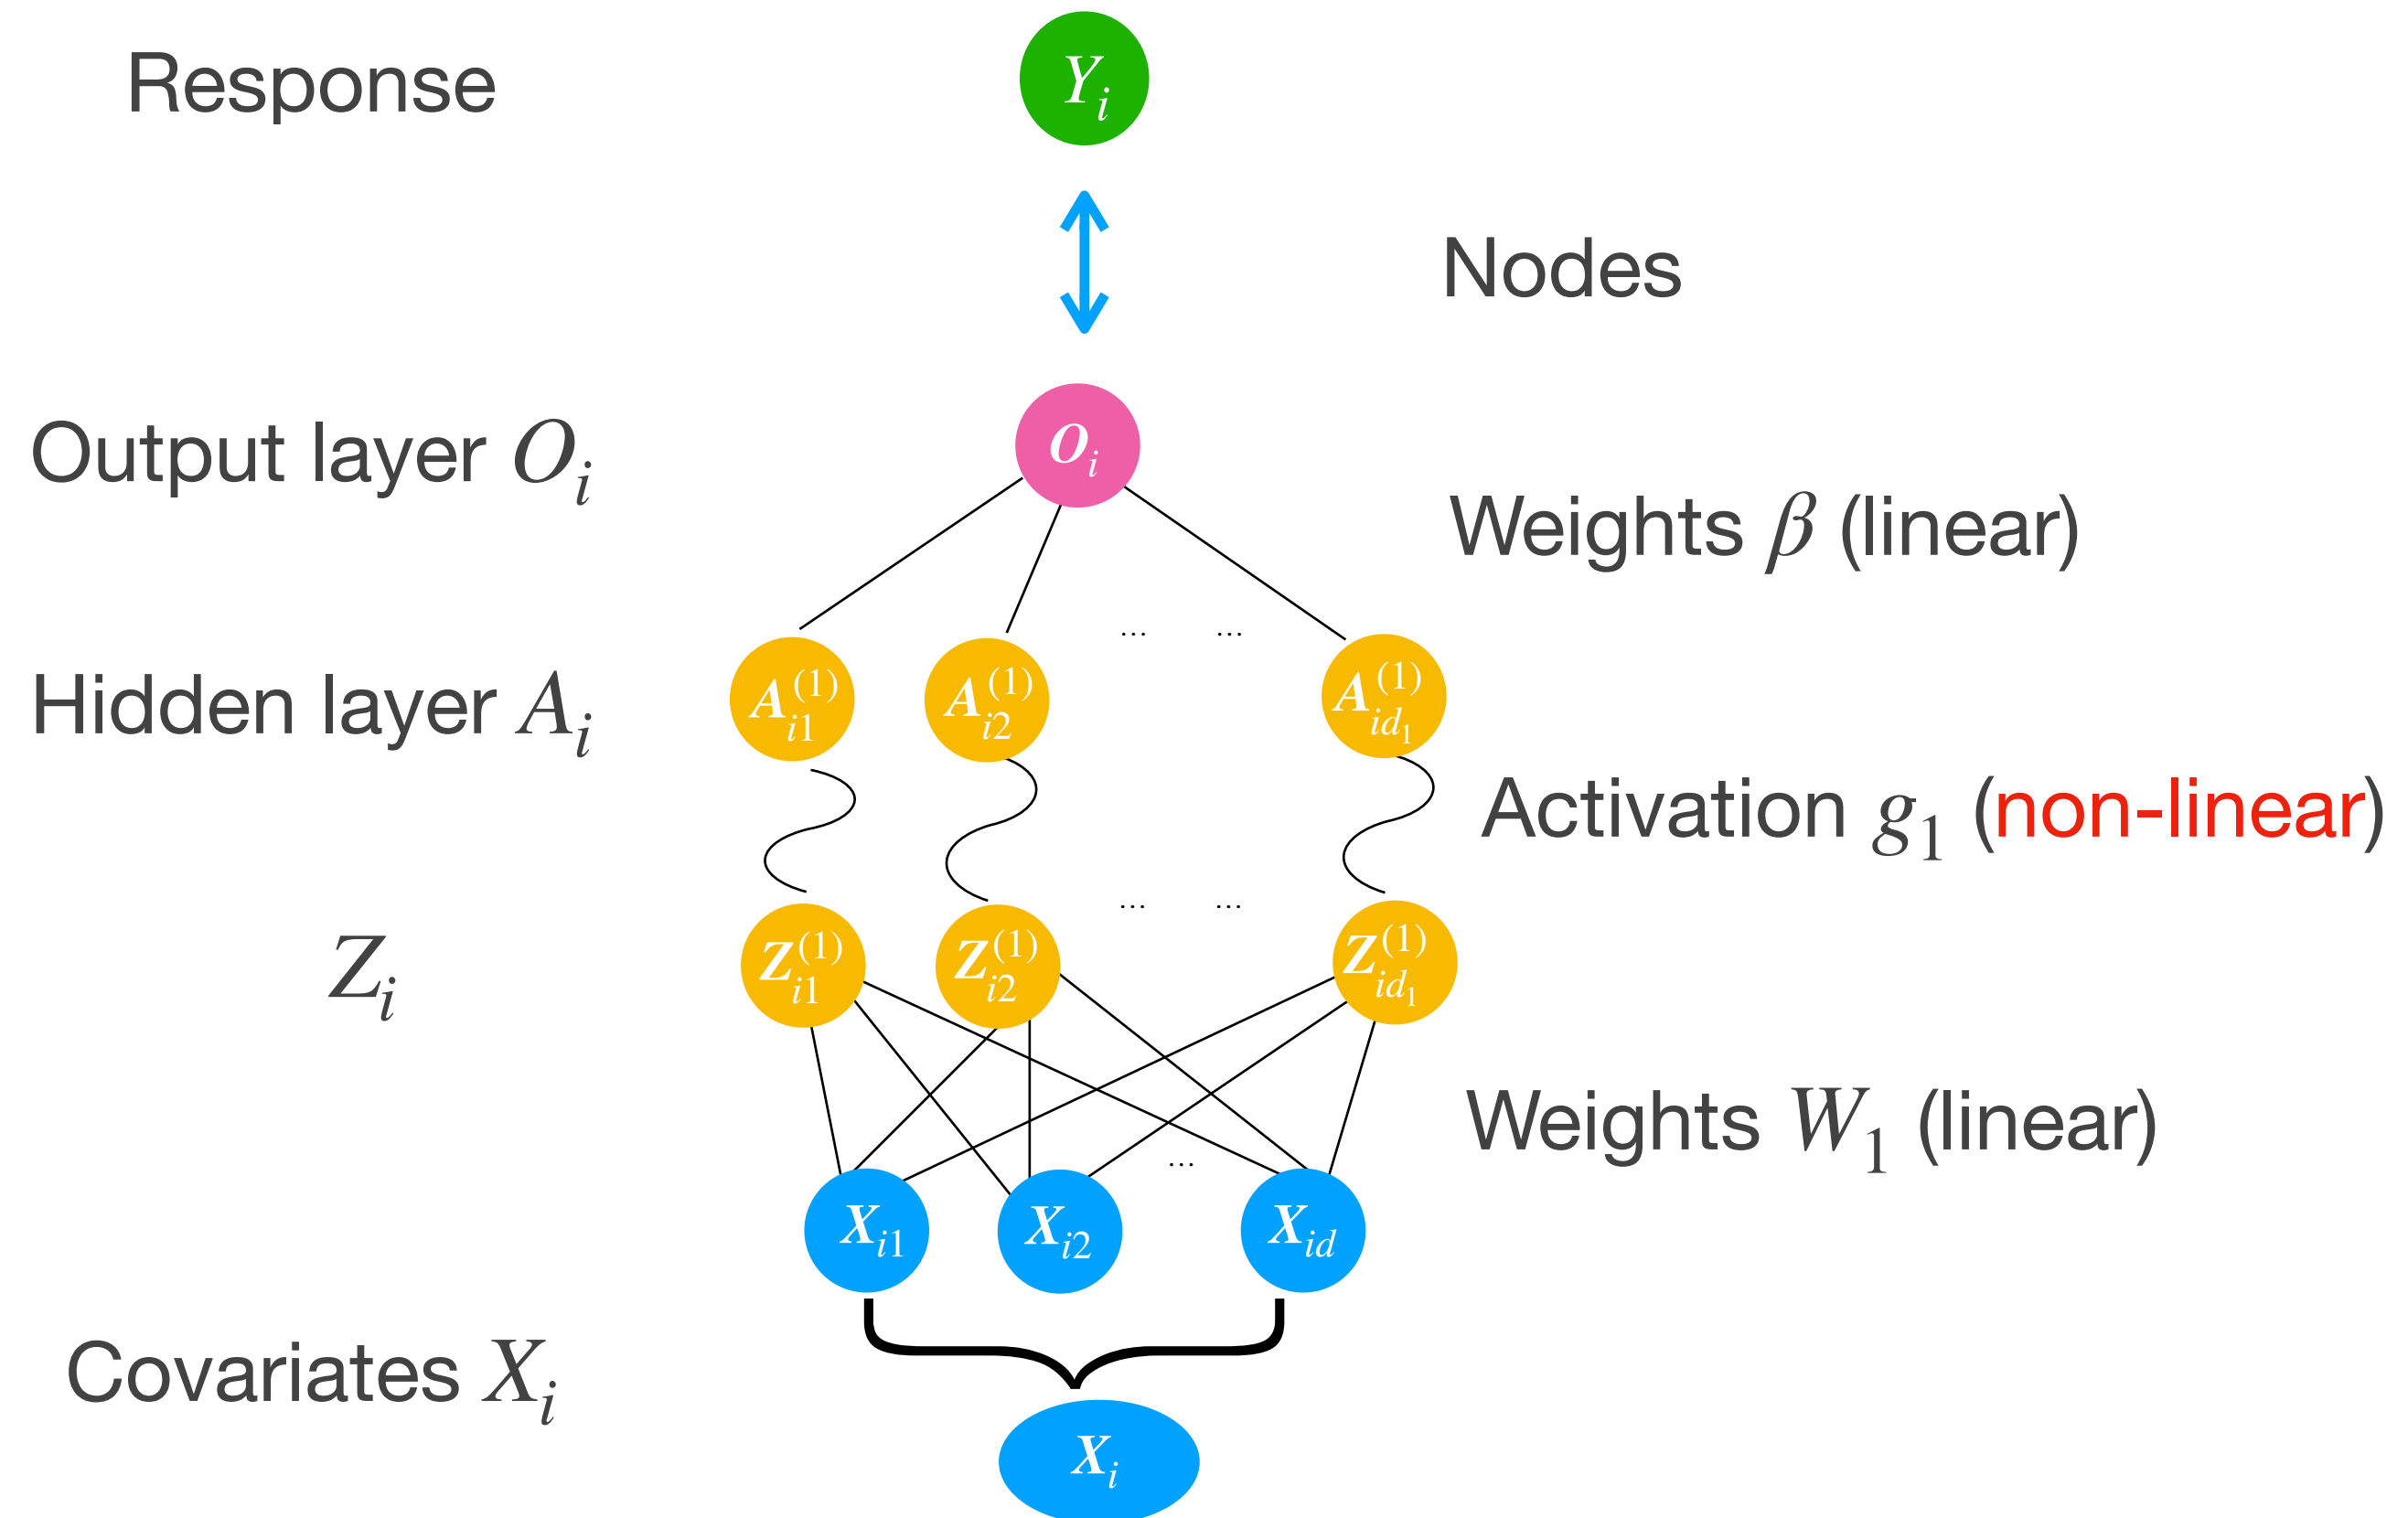 Response
Y_i
Nodes
Output layer O_i
O_i
Weights β (linear)
Hidden layer A_i
A_{i1}^{(1)} A_{i2}^{(1)} ... ... A_{id_1}^{(1)}
Activation g_1 (non-linear)
Z_i
Z_{i1}^{(1)} Z_{i2}^{(1)} ... ... Z_{id_1}^{(1)}
Weights W_1 (linear)
...
X_{i1} X_{i2} X_{id}
Covariates X_i
X_i